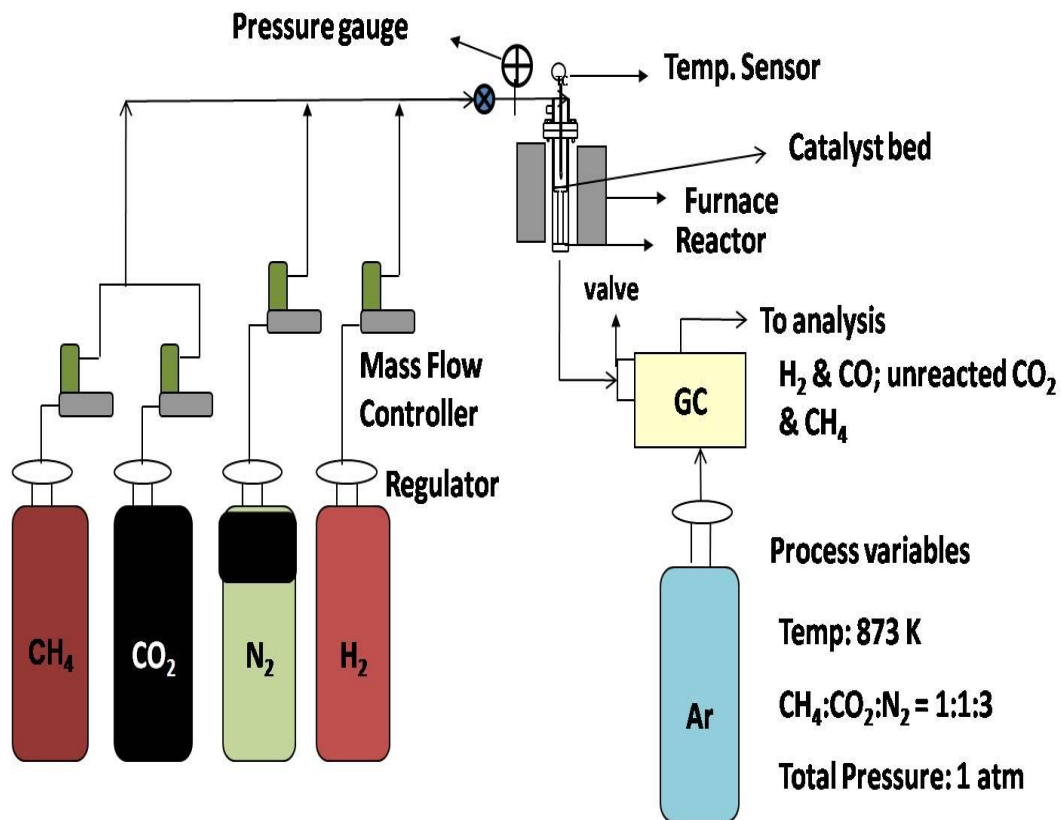 Pressure gauge
Temp. Sensor
Catalyst bed
Furnace
Reactor
valve
To analysis
H₂ & CO; unreacted CO₂
& CH₄
GC
Mass Flow
Controller
Regulator
CH₄
CO₂
N₂
H₂
Ar
Process variables
Temp: 873 K
CH₄:CO₂:N₂ = 1:1:3
Total Pressure: 1 atm